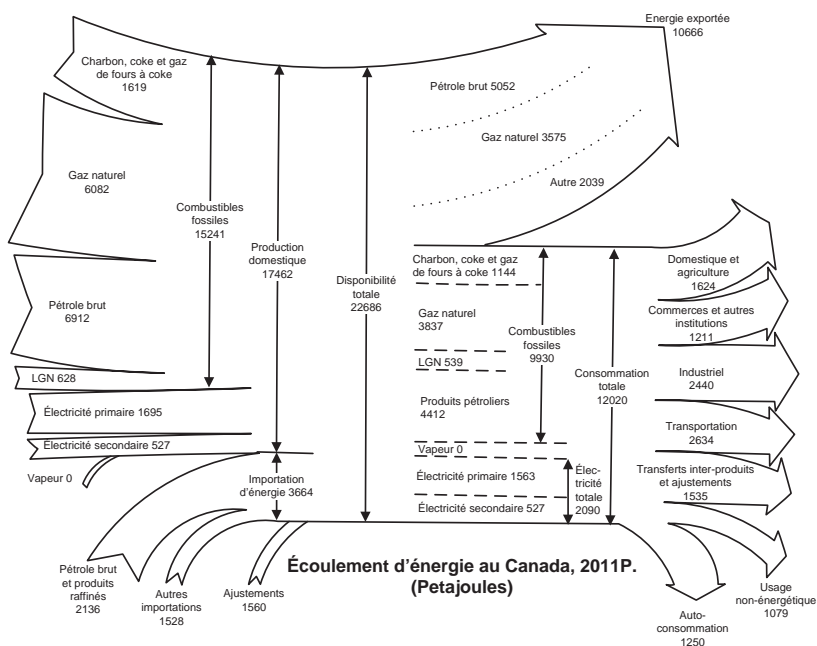 Energie exportée
10666
Charbon, coke et gaz
de fours à coke
1619
Gaz naturel
6082
Pétrole brut
6912
LGN 628
Électricité primaire 1695
Électricité secondaire 527
Vapeur 0
Pétrole brut
et produits
raffinés
2136
Autres
importations
1528
Ajustements
1560
Combustibles
fossiles
15241
Production
domestique
17462
Importation
d'énergie 3664
Disponibilité
totale
22686
Pétrole brut 5052
Gaz naturel 3575
Autre 2039
Charbon, coke et gaz
de fours à coke 1144
Gaz naturel
3837
LGN 539
Produits pétroliers
4412
Vapeur 0
Électricité primaire 1563
Électricité secondaire 527
Combustibles
fossiles
9930
Élec-
tricité
totale
2090
Consommation
totale
12020
Domestique et
agriculture
1624
Commerces et autres
institutions
1211
Industriel
2440
Transportation
2634
Transferts inter-produits
et ajustements
1535
Usage
non-énergétique
1079
Auto-
consommation
1250
Écoulement d'énergie au Canada, 2011P.
(Petajoules)